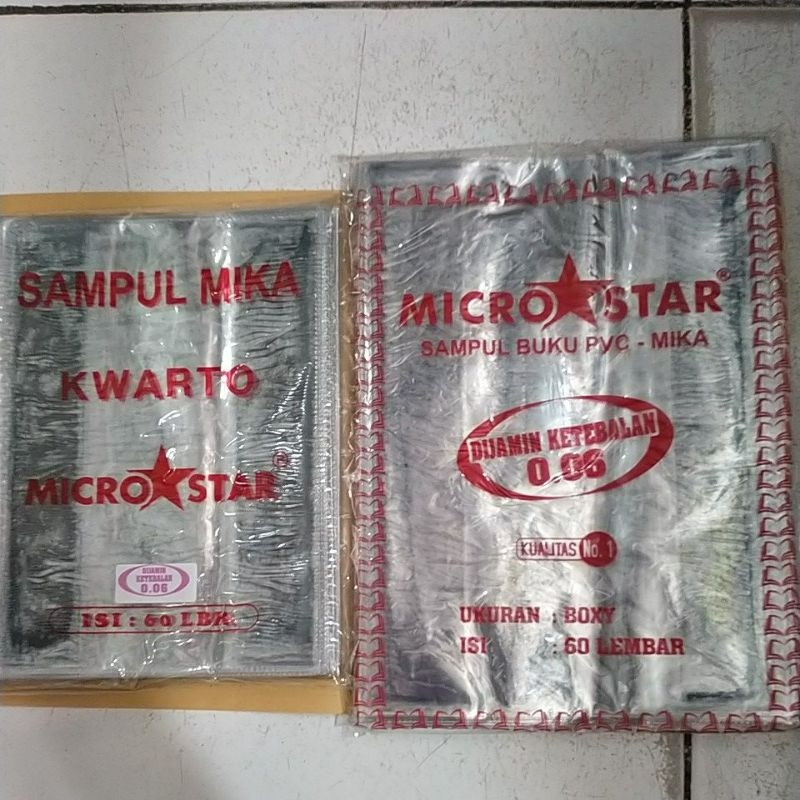 SAMPUL MIKA
KWARTO
MICRO STAR ®
DIJAMIN
KETEBALAN
0.06
ISI : 60 LBR
MICRO STAR ®
SAMPUL BUKU PVC - MIKA
DIJAMIN KETEBALAN
0.06
KUALITAS No. 1
UKURAN : BOXY
ISI : 60 LEMBAR